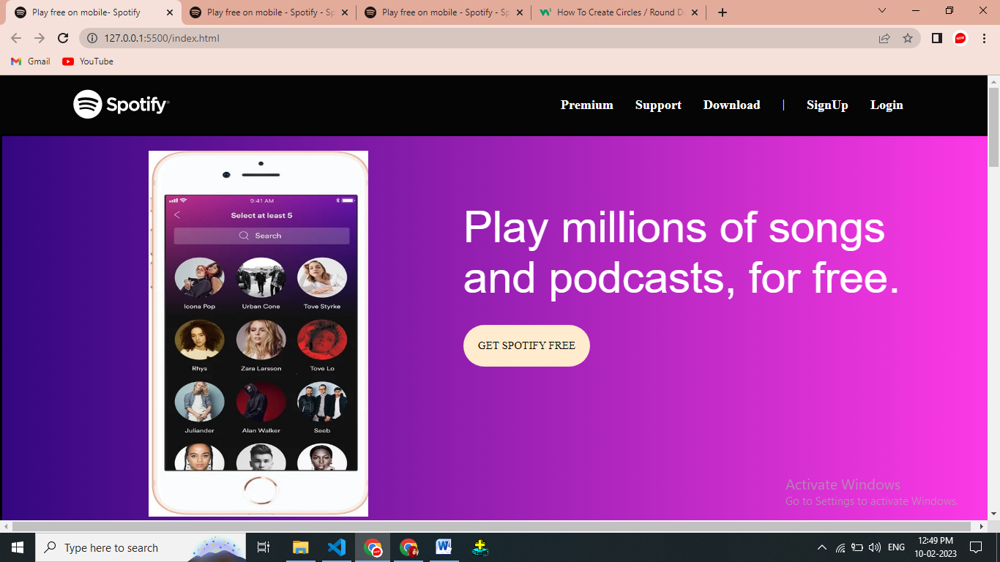 Play free on mobile- Spotify
Play free on mobile - Spotify - Sp
Play free on mobile - Spotify - Sp
How To Create Circles / Round D
127.0.0.1:5500/index.html
NEW
Gmail
YouTube
Spotify®
Premium Support Download | SignUp Login
9:41 AM
Select at least 5
Search
Icona Pop Urban Cone Tove Styrke
Rhys Zara Larsson Tove Lo
Juliander Alan Walker Seeb
Play millions of songs
and podcasts, for free.
GET SPOTIFY FREE
Activate Windows
Go to Settings to activate Windows.
Type here to search
ENG
12:49 PM
10-02-2023